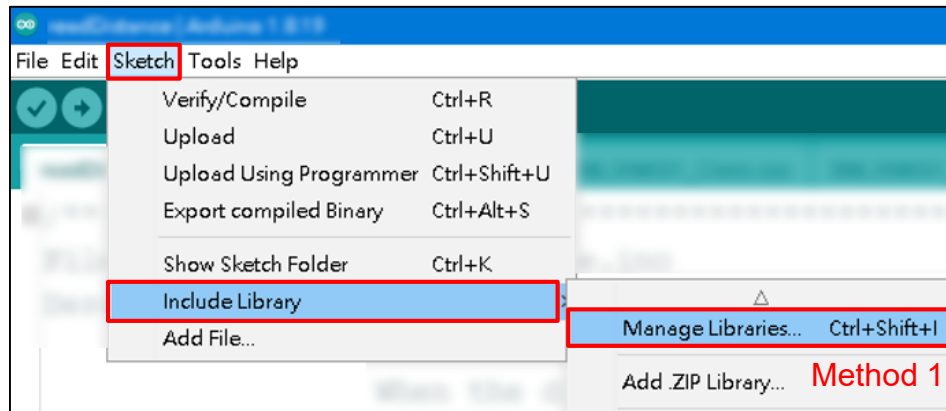 File Edit Sketch Tools Help
Verify/Compile Ctrl+R
Upload Ctrl+U
Upload Using Programmer Ctrl+Shift+U
Export compiled Binary Ctrl+Alt+S
Show Sketch Folder Ctrl+K
Include Library
Add File...
Manage Libraries... Ctrl+Shift+I
Add .ZIP Library...
Method 1